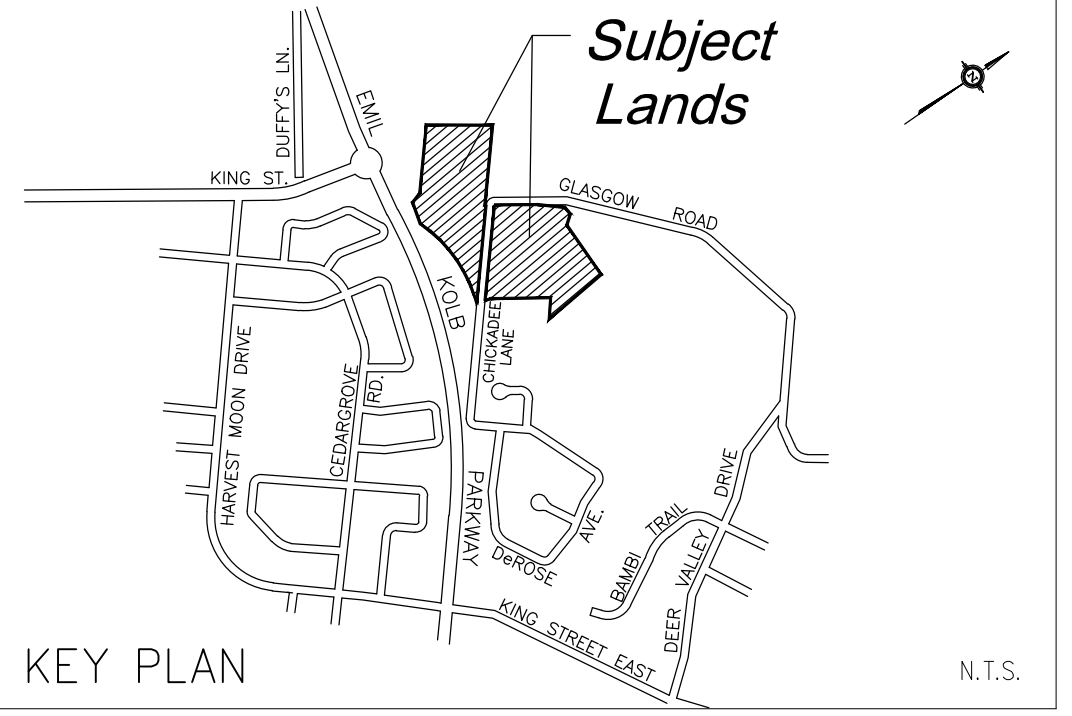 Subject
Lands
DUFFY'S LN.
EMIL
KING ST.
N
GLASGOW ROAD
KOLB
CHICKADEE
LANE
HARVEST MOON DRIVE
CEDARGROVE
RD.
PARKWAY
DRIVE
AVE.
TRAIL
DeROSE
BAMBI
VALLEY
DEER
KING STREET EAST
KEY PLAN
N.T.S.